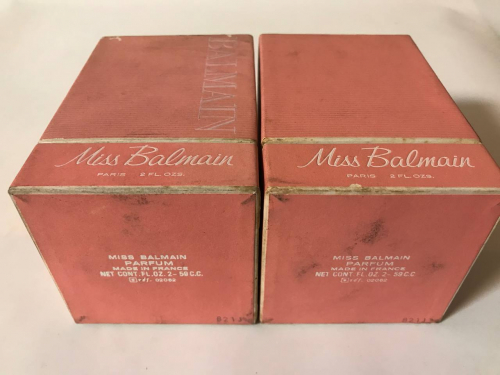 BALMAIN
Miss Balmain
PARIS 2 FL. OZS.
MISS BALMAIN
PARFUM
MADE IN FRANCE
NET CONT. FL. OZ. 2 - 59 C.C.
Miss Balmain
PARIS 2 FL. OZS.
MISS BALMAIN
PARFUM
MADE IN FRANCE
NET CONT. FL. OZ. 2 - 59 C.C.